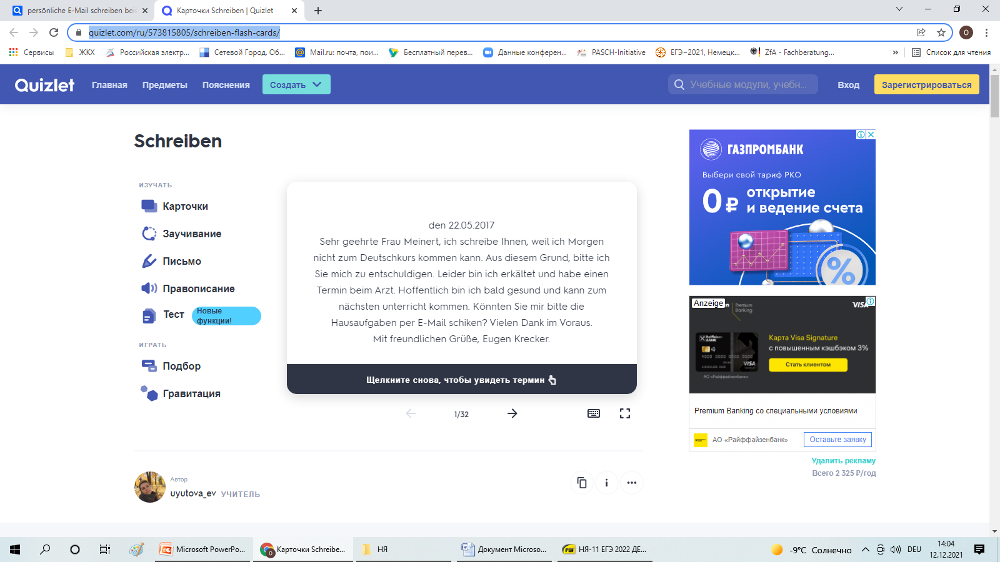 persönliche E-Mail schreiben bei
Карточки Schreiben | Quizlet
quizlet.com/ru/573815805/schreiben-flash-cards/
O
Сервисы
ЖКХ
Российская электр...
Сетевой Город. Об...
Mail.ru: почта, пои...
Бесплатный перев...
Данные конферен...
PASCH-Initiative
ЕГЭ–2021, Немецк...
ZfA - Fachberatung...
»
Список для чтения
Quizlet
Главная
Предметы
Пояснения
Создать
Учебные модули, учебн...
Вход
Зарегистрироваться
Schreiben
ИЗУЧАТЬ
Карточки
Заучивание
Письмо
Правописание
Тест
Новые
функции!
ИГРАТЬ
Подбор
Гравитация
den 22.05.2017
Sehr geehrte Frau Meinert, ich schreibe Ihnen, weil ich Morgen
nicht zum Deutschkurs kommen kann. Aus diesem Grund, bitte ich
Sie mich zu entschuldigen. Leider bin ich erkältet und habe einen
Termin beim Arzt. Hoffentlich bin ich bald gesund und kann zum
nächsten unterricht kommen. Könnten Sie mir bitte die
Hausaufgaben per E-Mail schiken? Vielen Dank im Voraus.
Mit freundlichen Grüße, Eugen Krecker.
Щелкните снова, чтобы увидеть термин
1/32
ГАЗПРОМБАНК
Выбери свой тариф РКО
0 ₽
открытие
и ведение счета
%
Anzeige
Premium
Banking
VISA
Raiffeisen
BANK
4000 0000 0000 0000
VISA
АО «Райффайзенбанк»
Карта Visa Signature
с повышенным кэшбэком 3%
Стать клиентом
Premium Banking со специальными условиями
АО «Райффайзенбанк»
Оставьте заявку
Удалить рекламу
Всего 2 325 ₽/год
Автор
uyutova_ev
УЧИТЕЛЬ
Microsoft PowerPo...
Карточки Schreibe...
НЯ
Документ Microso...
НЯ-11 ЕГЭ 2022 ДЕ...
-9°C Солнечно
DEU
14:04
12.12.2021